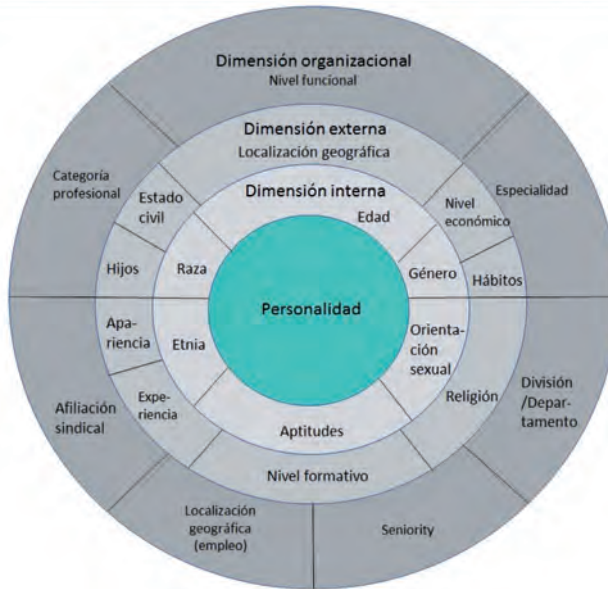 Dimensión organizacional
Nivel funcional
Dimensión externa
Localización geográfica
Categoría
profesional
Estado
civil
Dimensión interna
Edad
Nivel
económico
Especialidad
Hijos
Raza
Género
Hábitos
Personalidad
Apa-
riencia
Etnia
Orienta-
ción
sexual
Afiliación
sindical
Expe-
riencia
Religión
División
/Depar-
tamento
Aptitudes
Nivel formativo
Localización
geográfica
(empleo)
Seniority